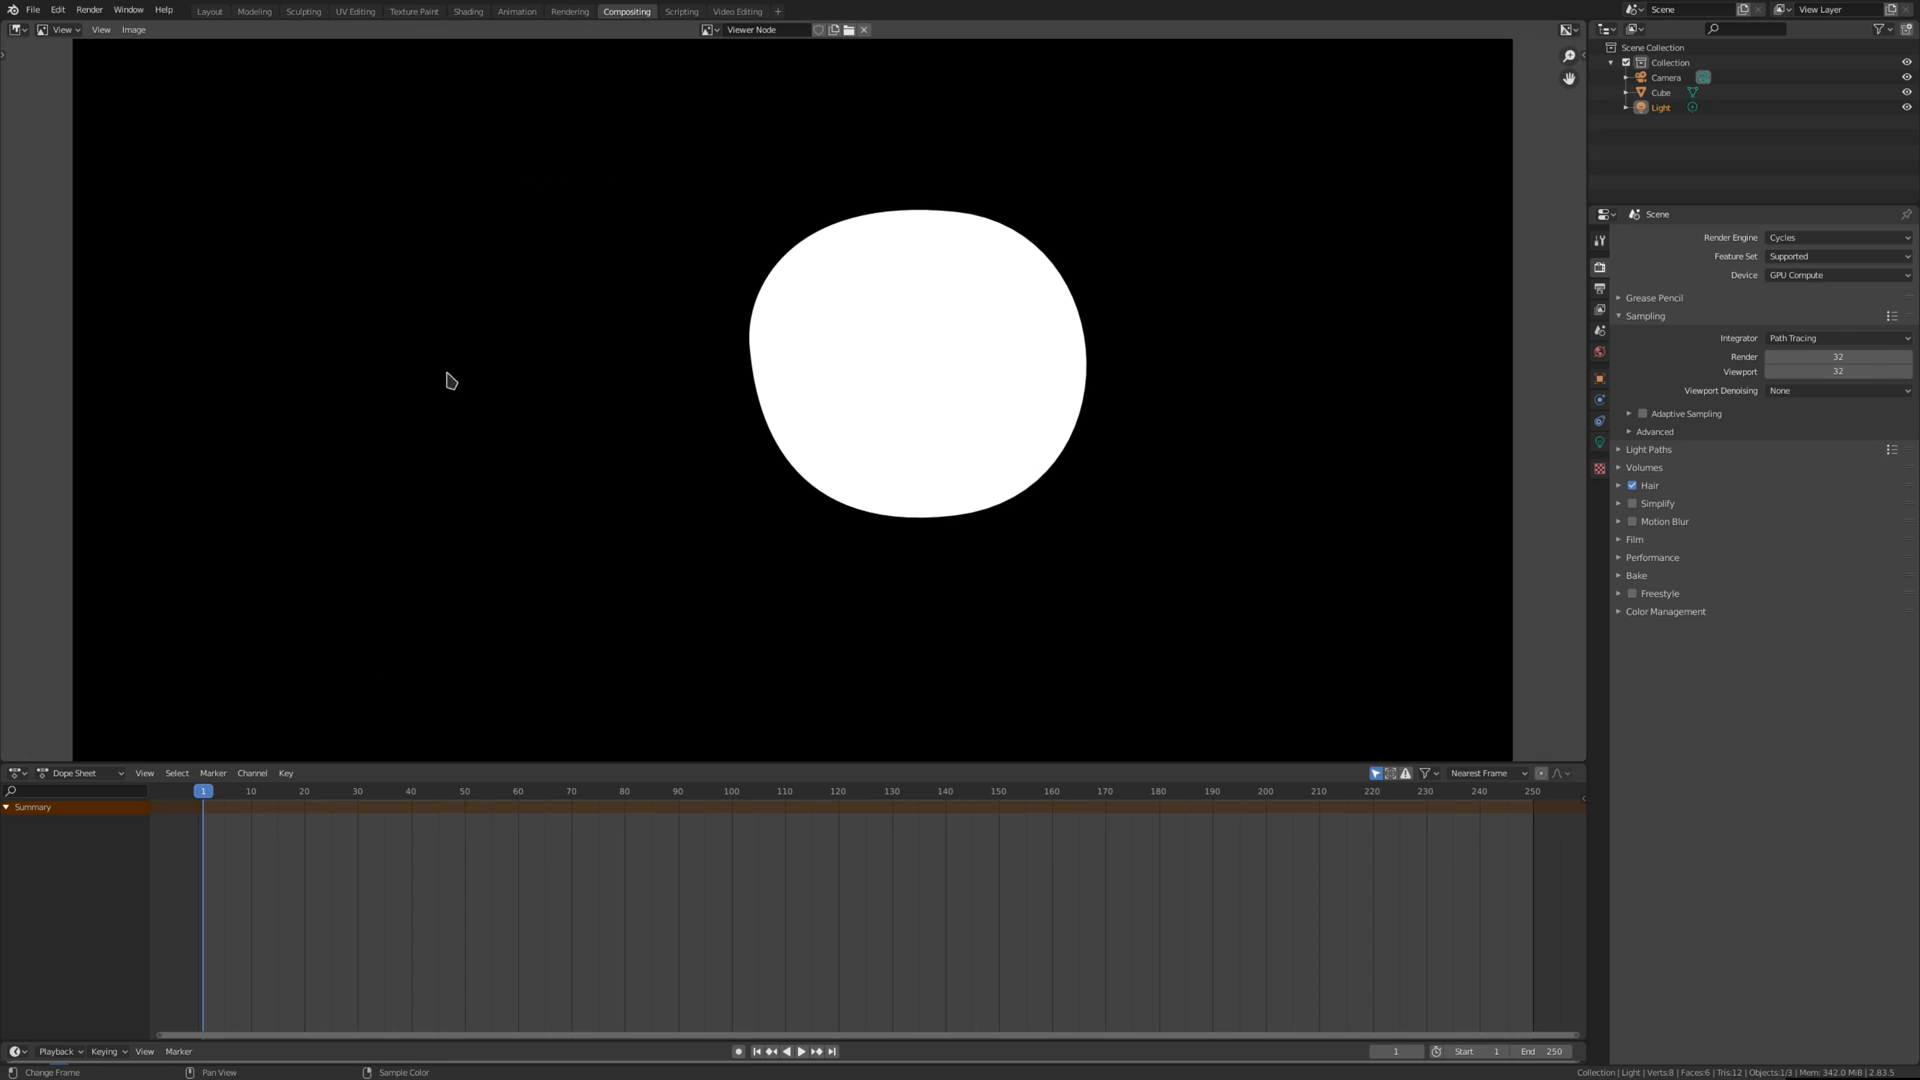 File Edit Render Window Help Layout Modeling Sculpting UV Editing Texture Paint Shading Animation Rendering Compositing Scripting Video Editing + Scene View Layer
View View Image Viewer Node
Scene Collection
Collection
Camera
Cube
Light
Scene
Render Engine Cycles
Feature Set Supported
Device GPU Compute
Grease Pencil
Sampling
Integrator Path Tracing
Render 32
Viewport 32
Viewport Denoising None
Adaptive Sampling
Advanced
Light Paths
Volumes
Hair
Simplify
Motion Blur
Film
Performance
Bake
Freestyle
Color Management
Dope Sheet View Select Marker Channel Key Nearest Frame
1 10 20 30 40 50 60 70 80 90 100 110 120 130 140 150 160 170 180 190 200 210 220 230 240 250
Summary
Playback Keying View Marker 1 Start 1 End 250
Change Frame Pan View Sample Color Collection | Light | Verts:8 | Faces:6 | Tris:12 | Objects:1/3 | Mem: 342.0 MiB | 2.83.5